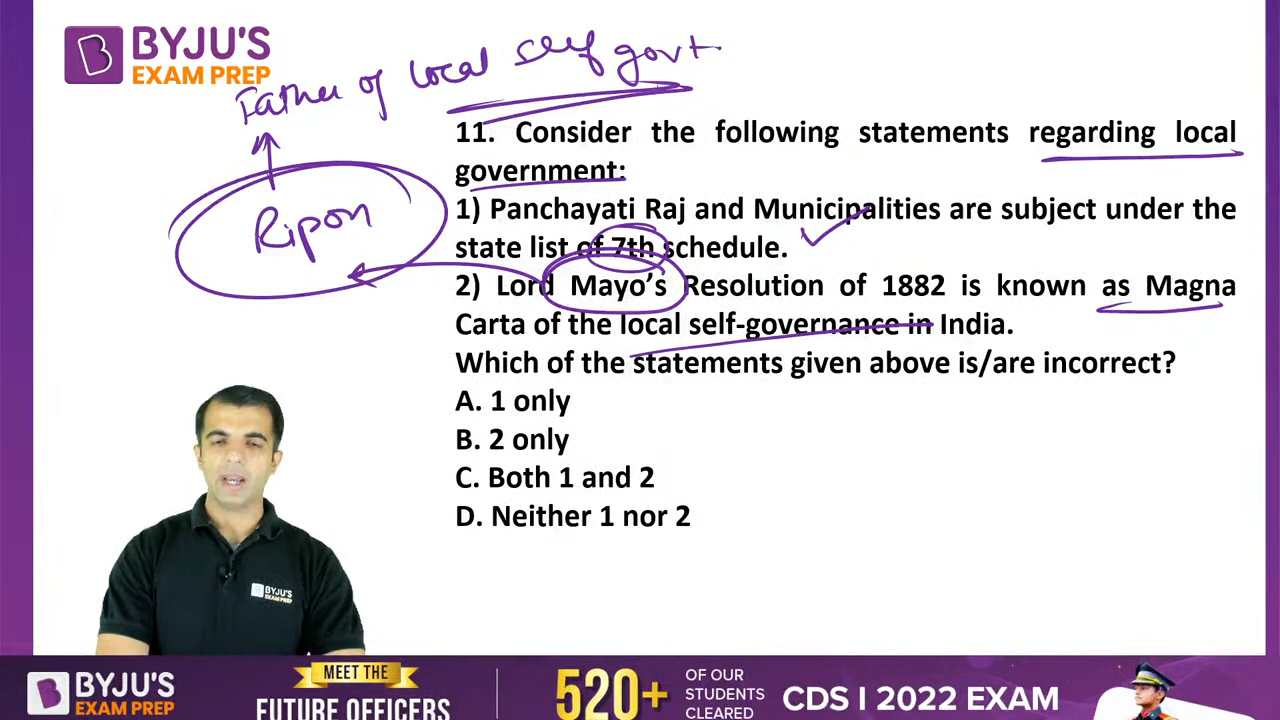 BYJU'S
EXAM PREP
Father of local self govt
11. Consider the following statements regarding local
government:
Ripon
1) Panchayati Raj and Municipalities are subject under the
state list of 7th schedule.
2) Lord Mayo's Resolution of 1882 is known as Magna
Carta of the local self-governance in India.
Which of the statements given above is/are incorrect?
A. 1 only
B. 2 only
C. Both 1 and 2
D. Neither 1 nor 2
BYJU'S
EXAM PREP
BYJU'S
EXAM PREP
MEET THE
FUTURE OFFICERS
520+
OF OUR
STUDENTS
CLEARED
CDS I 2022 EXAM